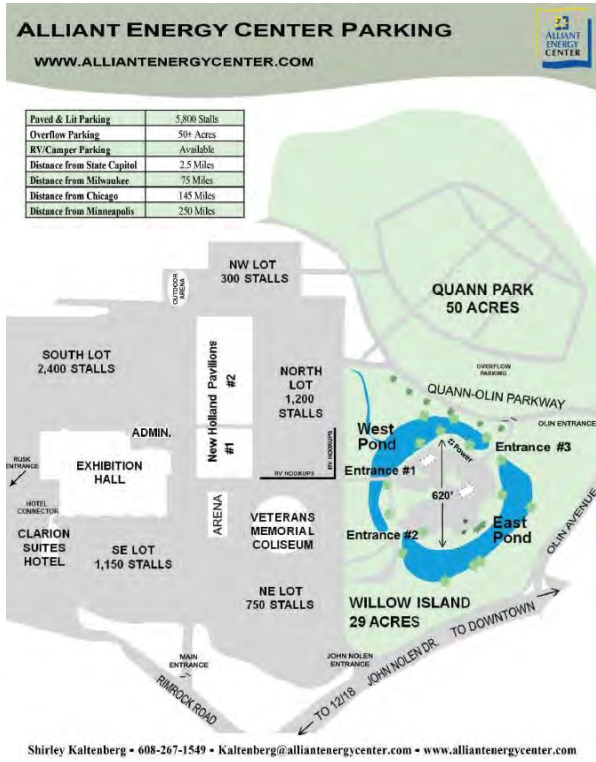 ALLIANT ENERGY CENTER PARKING
WWW.ALLIANTENERGYCENTER.COM
ALLIANT
ENERGY
CENTER
Paved & Lit Parking 5,800 Stalls
Overflow Parking 50+ Acres
RV/Camper Parking Available
Distance from State Capitol 2.5 Miles
Distance from Milwaukee 75 Miles
Distance from Chicago 145 Miles
Distance from Minneapolis 250 Miles
NW LOT
300 STALLS
OUTDOOR
ARENA
QUANN PARK
50 ACRES
SOUTH LOT
2,400 STALLS
New Holland Pavilions
#2
#1
NORTH
LOT
1,200
STALLS
OVERFLOW
PARKING
QUANN-OLIN PARKWAY
OLIN ENTRANCE
ADMIN.
West
Pond
Power
Entrance #3
RUSK
ENTRANCE
EXHIBITION
HALL
RV HOOKUPS
RV HOOKUPS
Entrance #1
620'
HOTEL
CONNECTOR
ARENA
VETERANS
MEMORIAL
COLISEUM
Entrance #2
East
Pond
CLARION
SUITES
HOTEL
SE LOT
1,150 STALLS
OLIN AVENUE
NE LOT
750 STALLS
WILLOW ISLAND
29 ACRES
MAIN
ENTRANCE
JOHN NOLEN
ENTRANCE
RIMROCK ROAD
TO 12/18 JOHN NOLEN DR. TO DOWNTOWN
Shirley Kaltenberg • 608-267-1549 • Kaltenberg@alliantenergycenter.com • www.alliantenergycenter.com